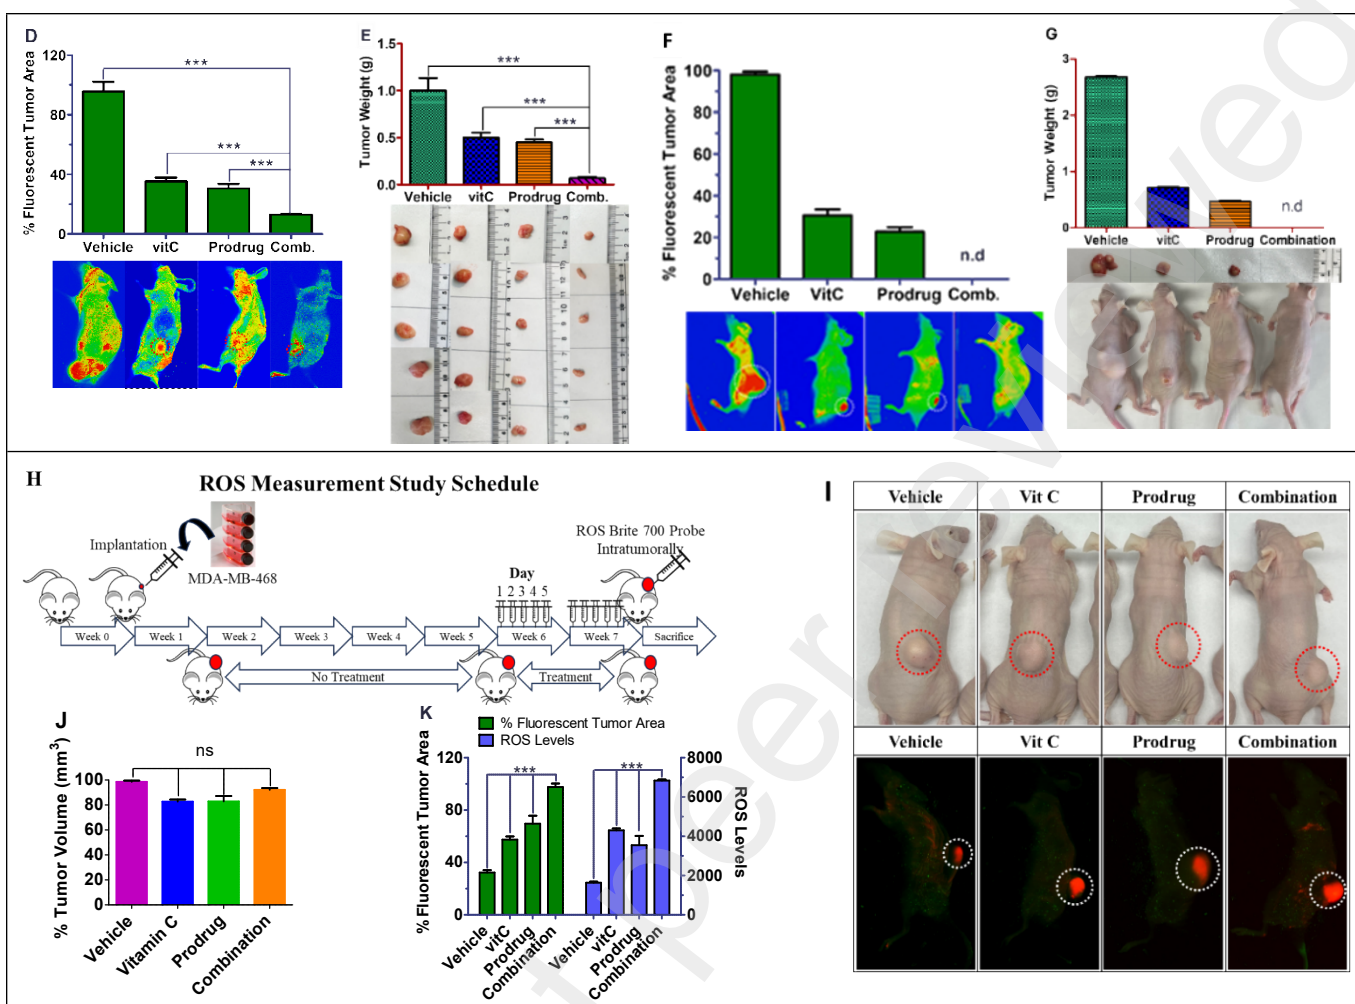 D
% Fluorescent Tumor Area
120
80
40
0
***
***
***
Vehicle vitC Prodrug Comb.
E
Tumor Weight (g)
1.5
1.0
0.5
0.0
***
***
***
Vehicle vitC Prodrug Comb.
F
% Fluorescent Tumor Area
100
80
60
40
20
0
n.d
Vehicle VitC Prodrug Comb.
G
Tumor Weight (g)
3
2
1
0
n.d
Vehicle vitC Prodrug Combination
H
ROS Measurement Study Schedule
Implantation
MDA-MB-468
ROS Brite 700 Probe
Intratumorally
Day
1 2 3 4 5
Week 0 Week 1 Week 2 Week 3 Week 4 Week 5 Week 6 Week 7 Sacrifice
No Treatment
Treatment
I
Vehicle Vit C Prodrug Combination
Vehicle Vit C Prodrug Combination
J
% Tumor Volume (mm³)
100
80
60
40
20
0
ns
Vehicle
Vitamin C
Prodrug
Combination
K
% Fluorescent Tumor Area
ROS Levels
% Fluorescent Tumor Area
120
80
40
0
***
***
8000
6000
4000
2000
0
ROS Levels
Vehicle
vitC
Prodrug
Combination
Vehicle
vitC
Prodrug
Combination
t peer reviewed